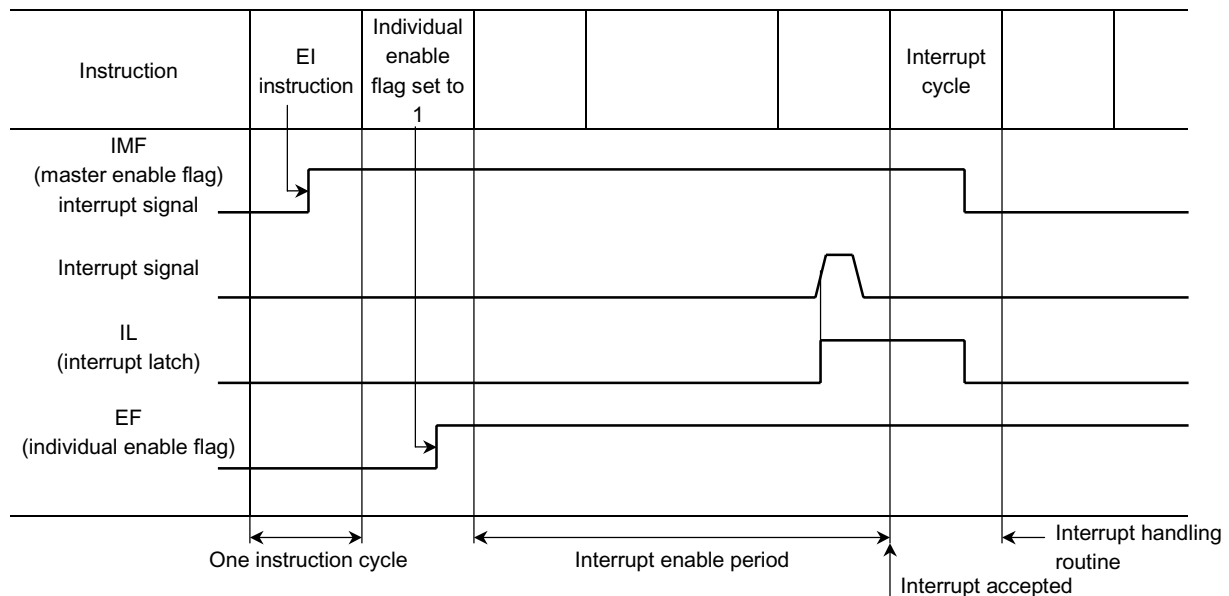 Instruction
EI
instruction
Individual
enable
flag set to
1
Interrupt
cycle
IMF
(master enable flag)
interrupt signal
Interrupt signal
IL
(interrupt latch)
EF
(individual enable flag)
One instruction cycle
Interrupt enable period
Interrupt handling
routine
Interrupt accepted